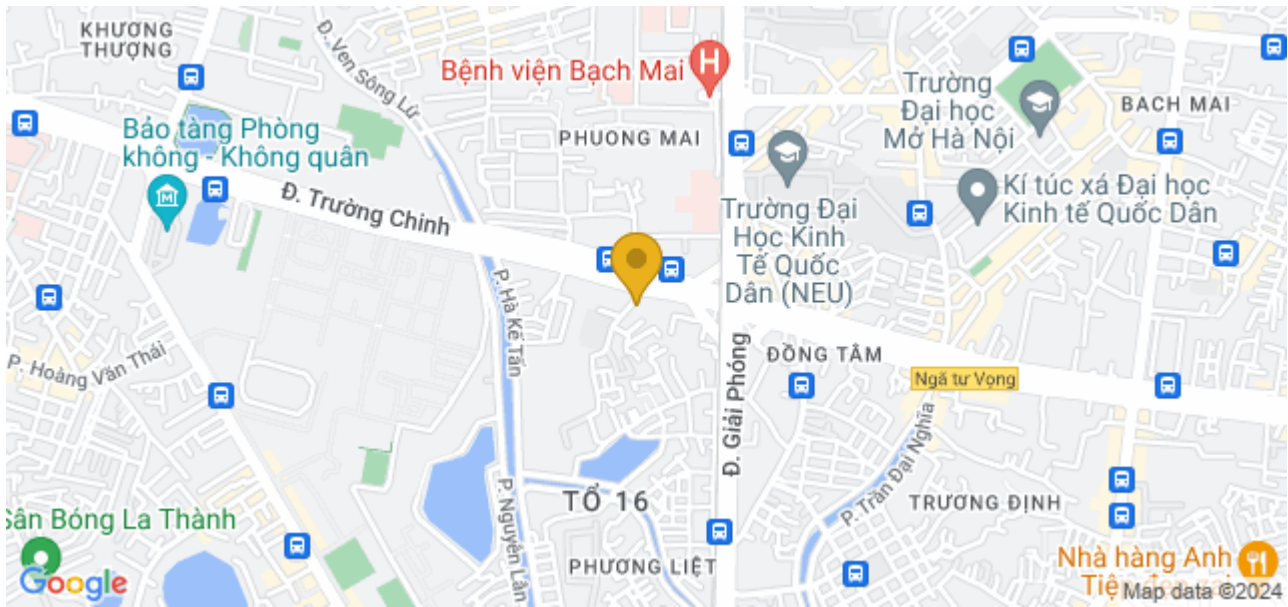 KHƯƠNG
THƯỢNG
Đ. Ven Sông Lừ
Bệnh viện Bạch Mai
H
Trường
Đại học
Mở Hà Nội
BACH MAI
Bảo tàng Phòng
không - Không quân
PHUONG MAI
Kí túc xá Đại học
Kinh tế Quốc Dân
Đ. Trường Chinh
Trường Đại
Học Kinh
Tế Quốc
Dân (NEU)
M
P. Hà Kế Tấn
P. Hoàng Văn Thái
Đ. Giải Phóng
ĐỒNG TÂM
Ngã tư Vọng
P. Trần Đại Nghĩa
TỔ 16
P. Nguyễn Lân
TRƯƠNG ĐỊNH
Sân Bóng La Thành
PHƯƠNG LIỆT
Nhà hàng Anh
Google
Map data ©2024